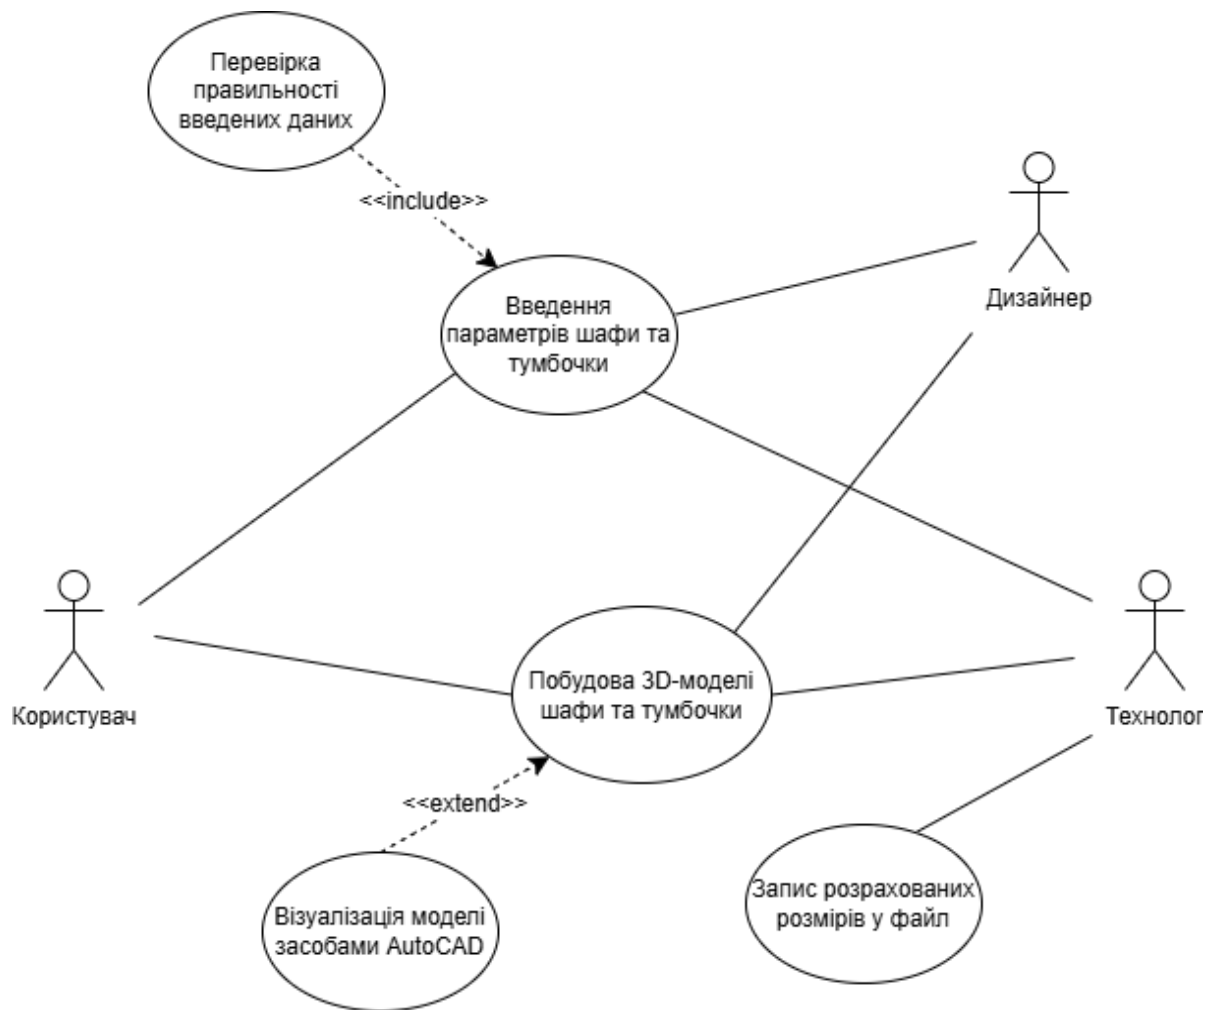 Перевірка
правильності
введених даних
<<include>>
Введення
параметрів шафи та
тумбочки
Дизайнер
Користувач
Побудова 3D-моделі
шафи та тумбочки
Технолог
<<extend>>
Візуалізація моделі
засобами AutoCAD
Запис розрахованих
розмірів у файл